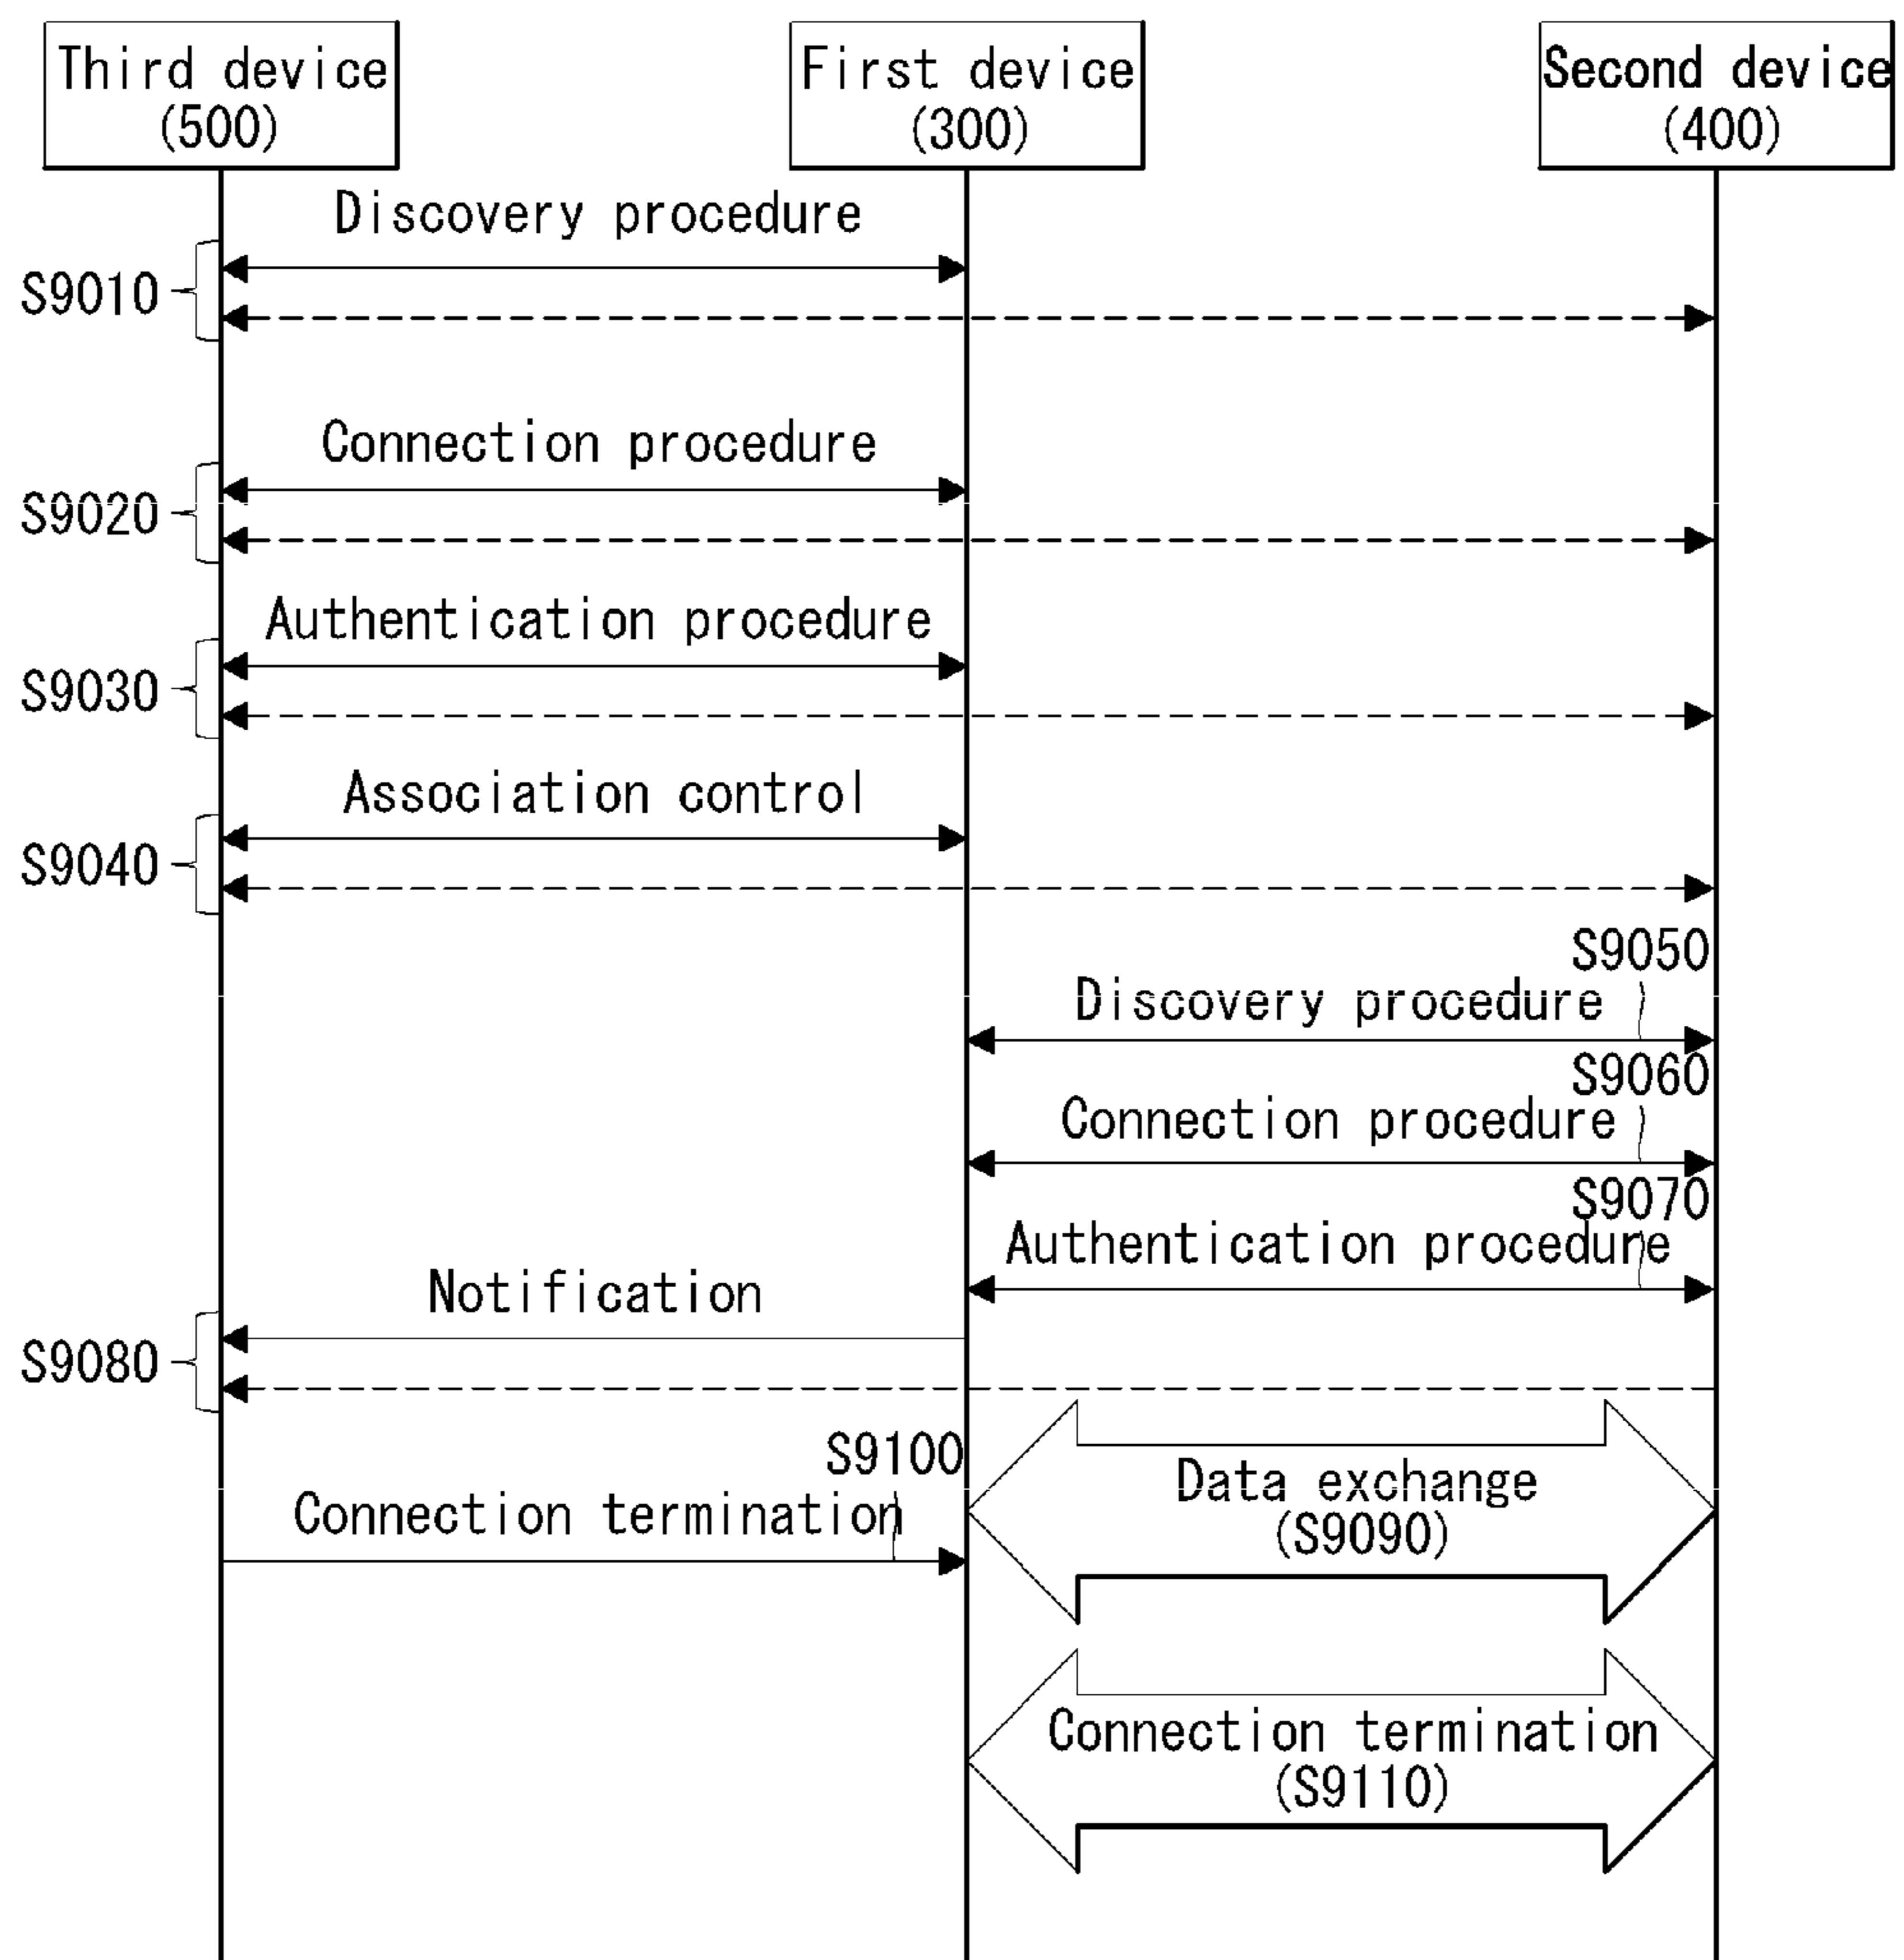 Third device
(500)
First device
(300)
Second device
(400)
Discovery procedure
S9010
Connection procedure
S9020
Authentication procedure
S9030
Association control
S9040
S9050
Discovery procedure
S9060
Connection procedure
S9070
Authentication procedure
Notification
S9080
S9100
Connection termination
Data exchange
(S9090)
Connection termination
(S9110)